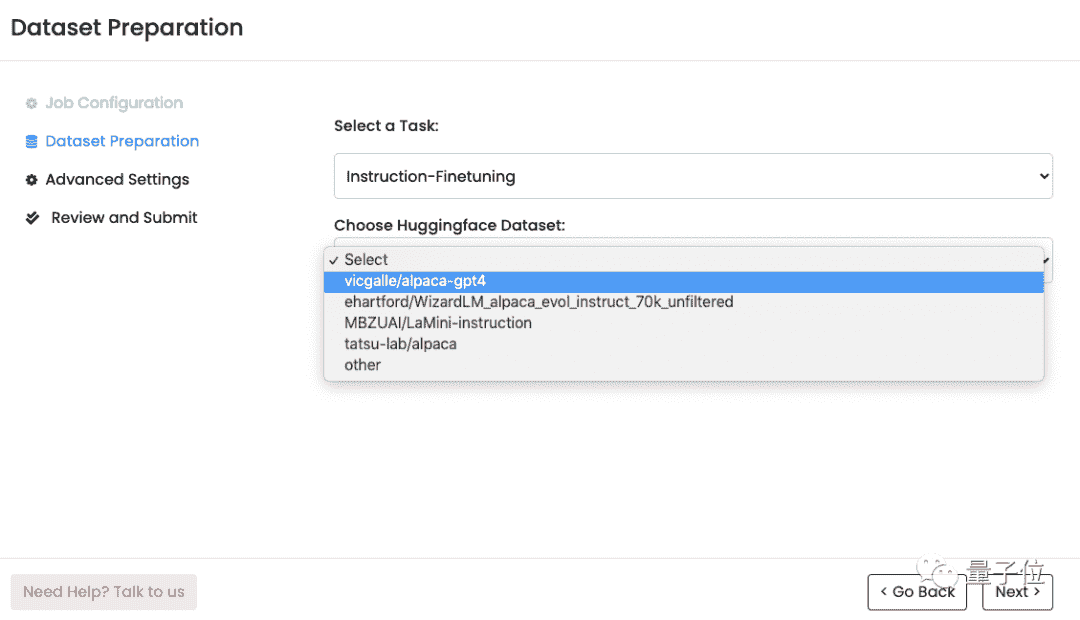 Dataset Preparation
Job Configuration
Dataset Preparation
Advanced Settings
Review and Submit
Select a Task:
Instruction-Finetuning
Choose Huggingface Dataset:
✓ Select
vicgalle/alpaca-gpt4
ehartford/WizardLM_alpaca_evol_instruct_70k_unfiltered
MBZUAI/LaMini-instruction
tatsu-lab/alpaca
other
Need Help? Talk to us
< Go Back
Next >
量子位